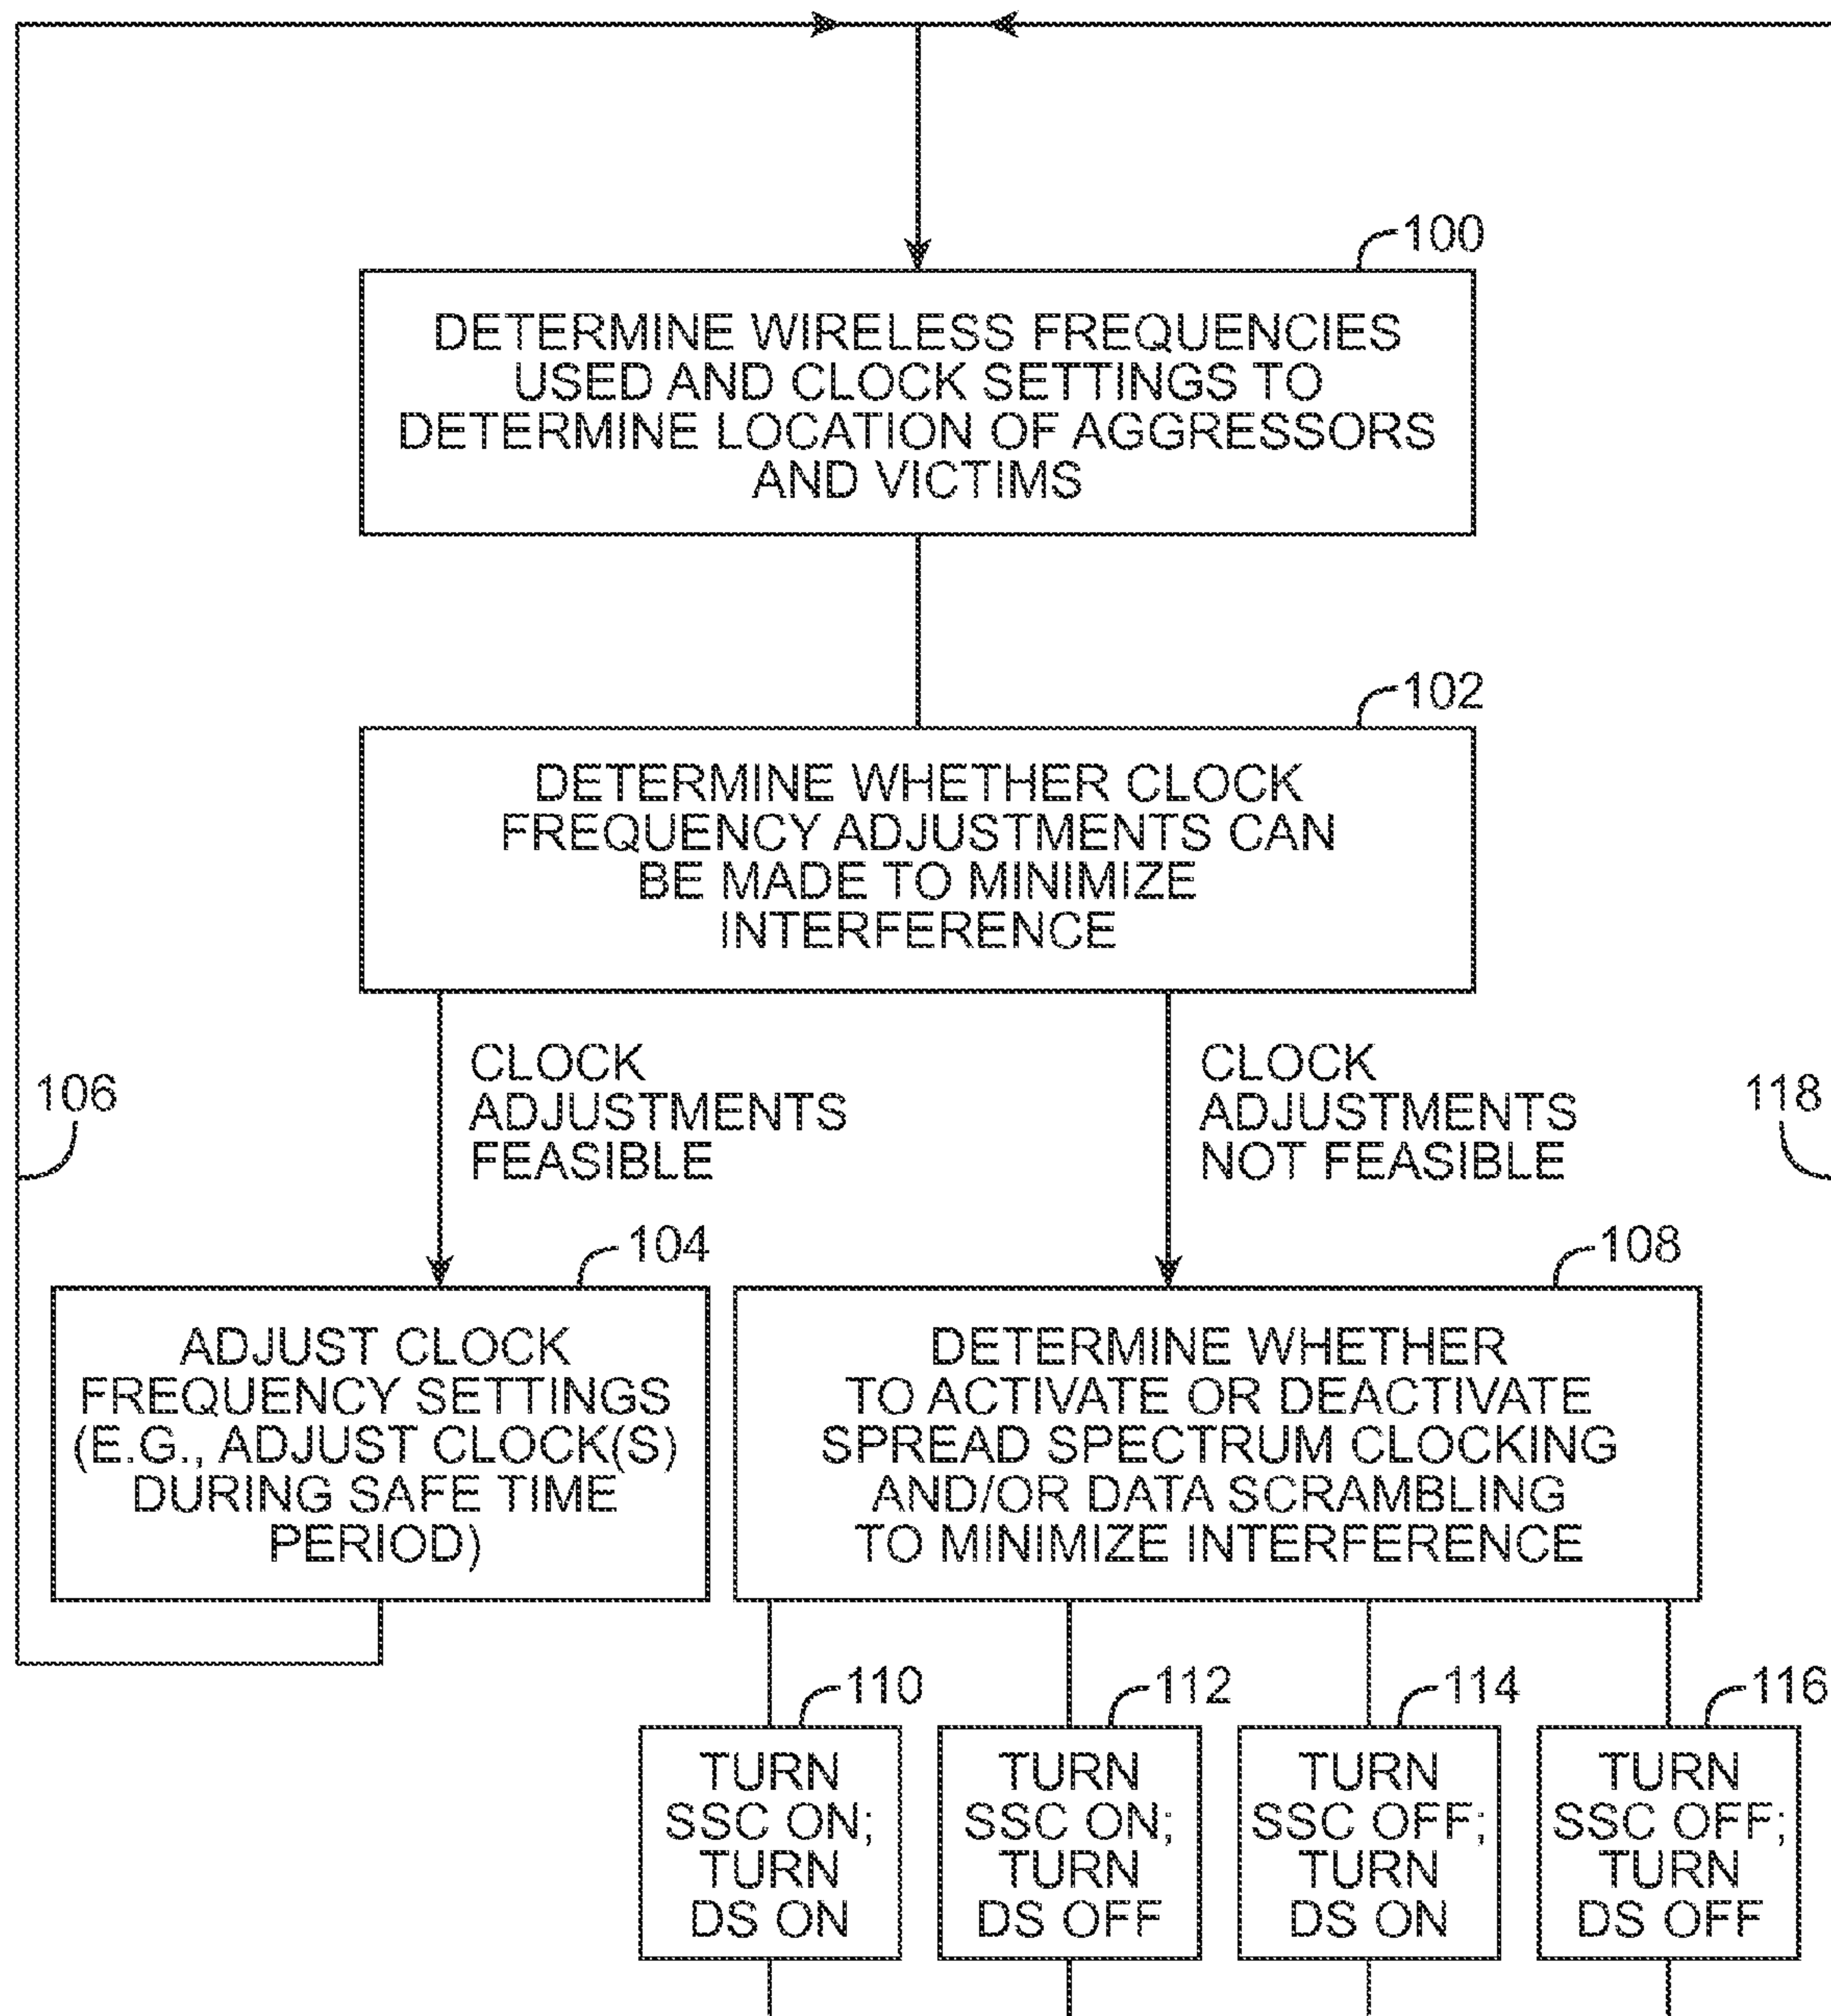 100
DETERMINE WIRELESS FREQUENCIES
USED AND CLOCK SETTINGS TO
DETERMINE LOCATION OF AGGRESSORS
AND VICTIMS
102
DETERMINE WHETHER CLOCK
FREQUENCY ADJUSTMENTS CAN
BE MADE TO MINIMIZE
INTERFERENCE
106
CLOCK
ADJUSTMENTS
FEASIBLE
CLOCK
ADJUSTMENTS
NOT FEASIBLE
118
104
ADJUST CLOCK
FREQUENCY SETTINGS
(E.G., ADJUST CLOCK(S)
DURING SAFE TIME
PERIOD)
108
DETERMINE WHETHER
TO ACTIVATE OR DEACTIVATE
SPREAD SPECTRUM CLOCKING
AND/OR DATA SCRAMBLING
TO MINIMIZE INTERFERENCE
110
TURN
SSC ON;
TURN
DS ON
112
TURN
SSC ON;
TURN
DS OFF
114
TURN
SSC OFF;
TURN
DS ON
116
TURN
SSC OFF;
TURN
DS OFF